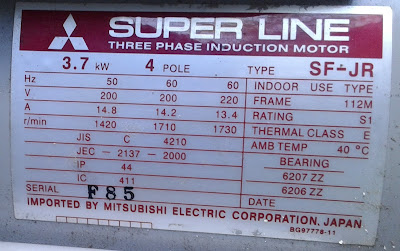 SUPER LINE
THREE PHASE INDUCTION MOTOR
3.7 kW 4 POLE TYPE SF-JR
Hz 50 60 60 INDOOR USE TYPE
V 200 200 220 FRAME 112M
A 14.8 14.2 13.4 RATING S1
r/min 1420 1710 1730 THERMAL CLASS E
JIS C 4210 AMB TEMP 40 °C
JEC - 2137 - 2000 BEARING
IP 44 6207 ZZ
IC 411 6206 ZZ
SERIAL F85 DATE
IMPORTED BY MITSUBISHI ELECTRIC CORPORATION, JAPAN
BG97778-11